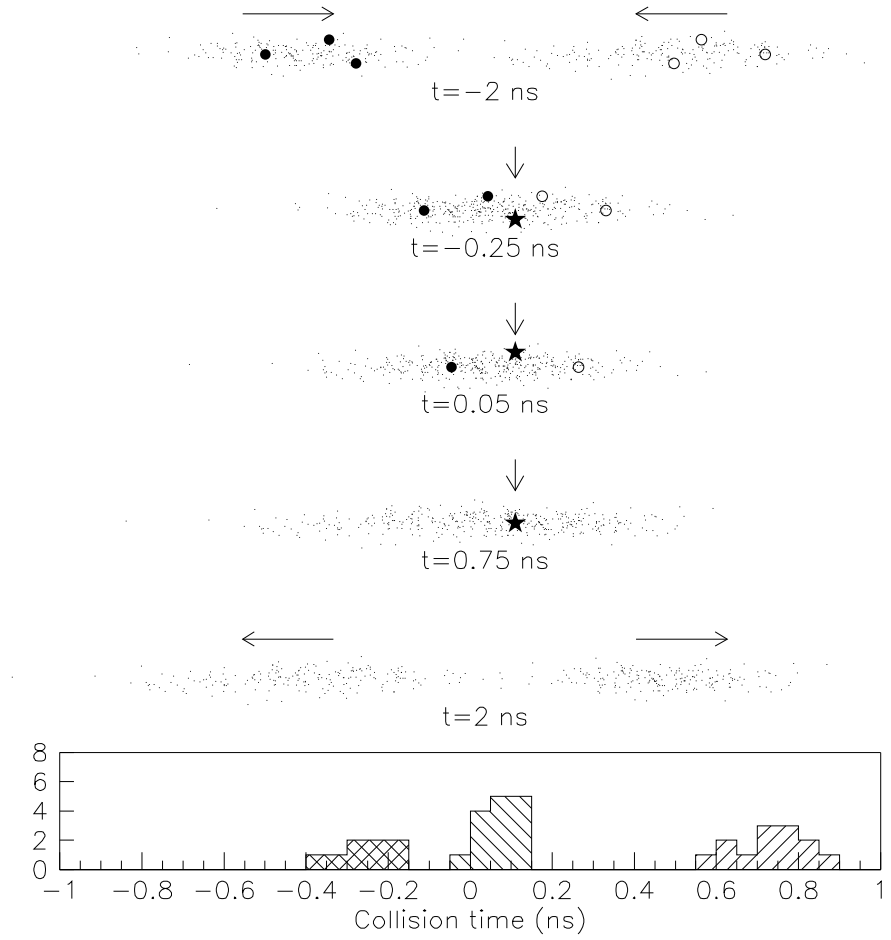 t=−2 ns
t=−0.25 ns
t=0.05 ns
t=0.75 ns
t=2 ns
8
6
4
2
0
-1 -0.8 -0.6 -0.4 -0.2 0 0.2 0.4 0.6 0.8 1
Collision time (ns)